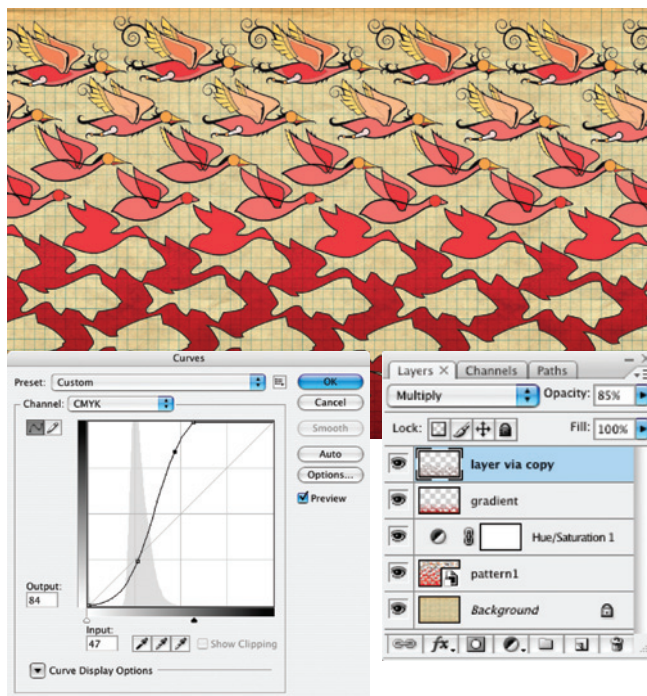 Curves
Preset: Custom
OK
Channel: CMYK
Cancel
Smooth
Auto
Options...
Preview
Output:
84
Input:
47
Show Clipping
Curve Display Options
Layers × Channels Paths
Multiply Opacity: 85%
Lock: Fill: 100%
layer via copy
gradient
Hue/Saturation 1
pattern1
Background
fx.